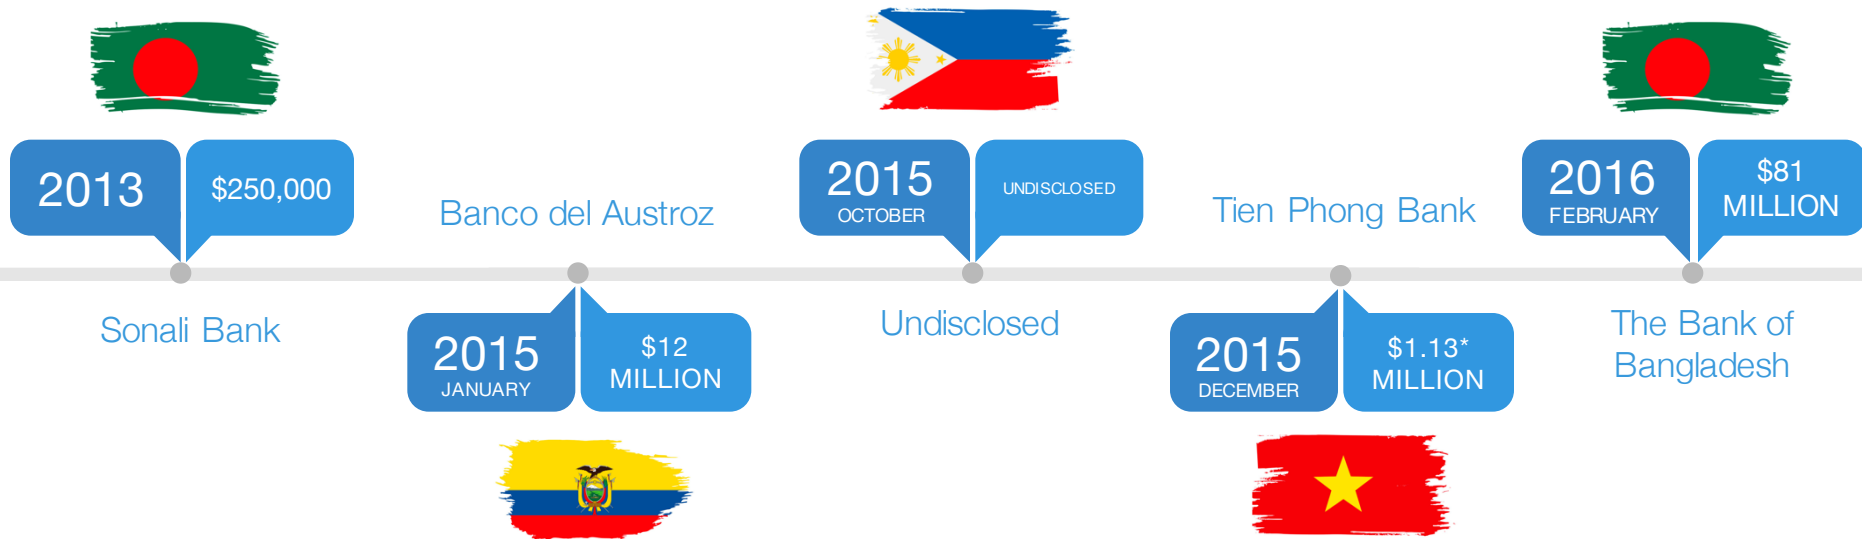 2013
$250,000
Sonali Bank
Banco del Austroz
2015
JANUARY
$12
MILLION
2015
OCTOBER
UNDISCLOSED
Undisclosed
Tien Phong Bank
2015
DECEMBER
$1.13*
MILLION
2016
FEBRUARY
$81
MILLION
The Bank of
Bangladesh